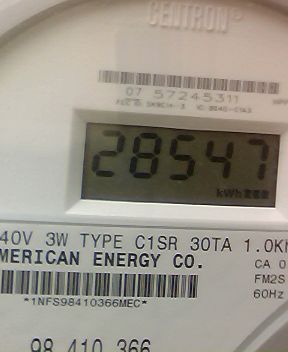 CENTRON®
07 57245311
28547
kWh
40V 3W TYPE C1SR 30TA 1.0K
MERICAN ENERGY CO.
CA 0
FM2S
*1NFS98410366MEC*
60Hz
98 410 366